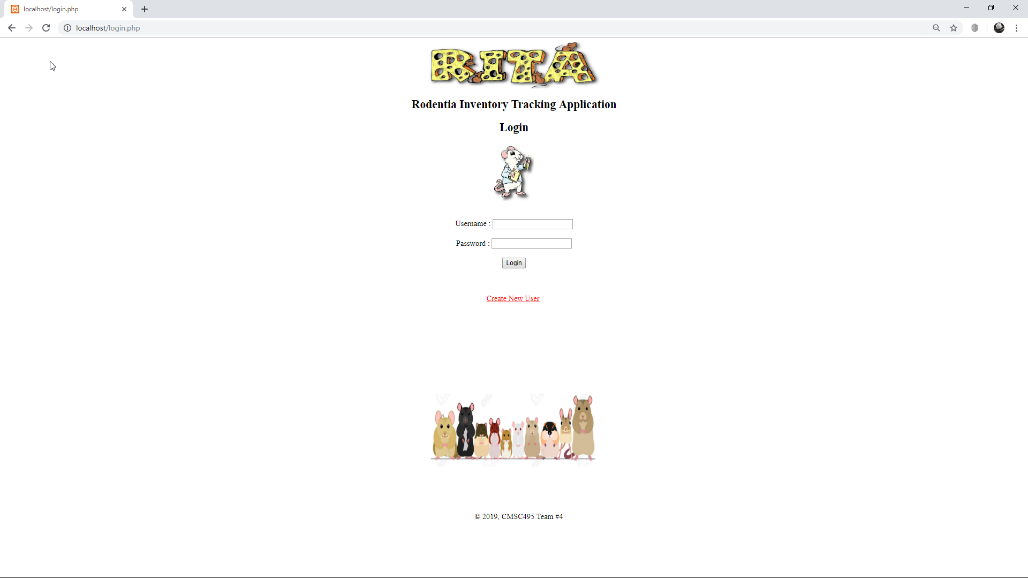 localhost/login.php
localhost/login.php
RITÁ
Rodentia Inventory Tracking Application
Login
Username :
Password :
Login
Create New User
© 2019, CMSC495 Team #4